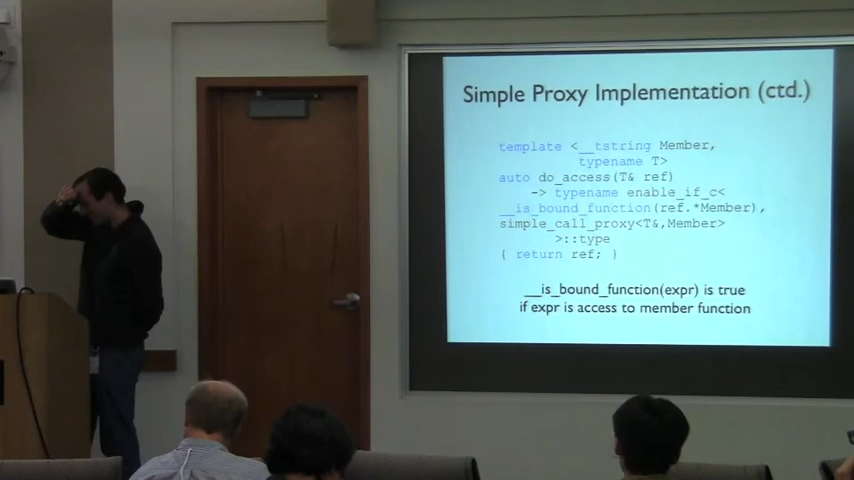 Simple Proxy Implementation (ctd.)
template <__tstring Member,
typename T>
auto do_access(T& ref)
-> typename enable_if_c<
__is_bound_function(ref.*Member),
simple_call_proxy<T&,Member>
>::type
{ return ref; }
__is_bound_function(expr) is true
if expr is access to member function